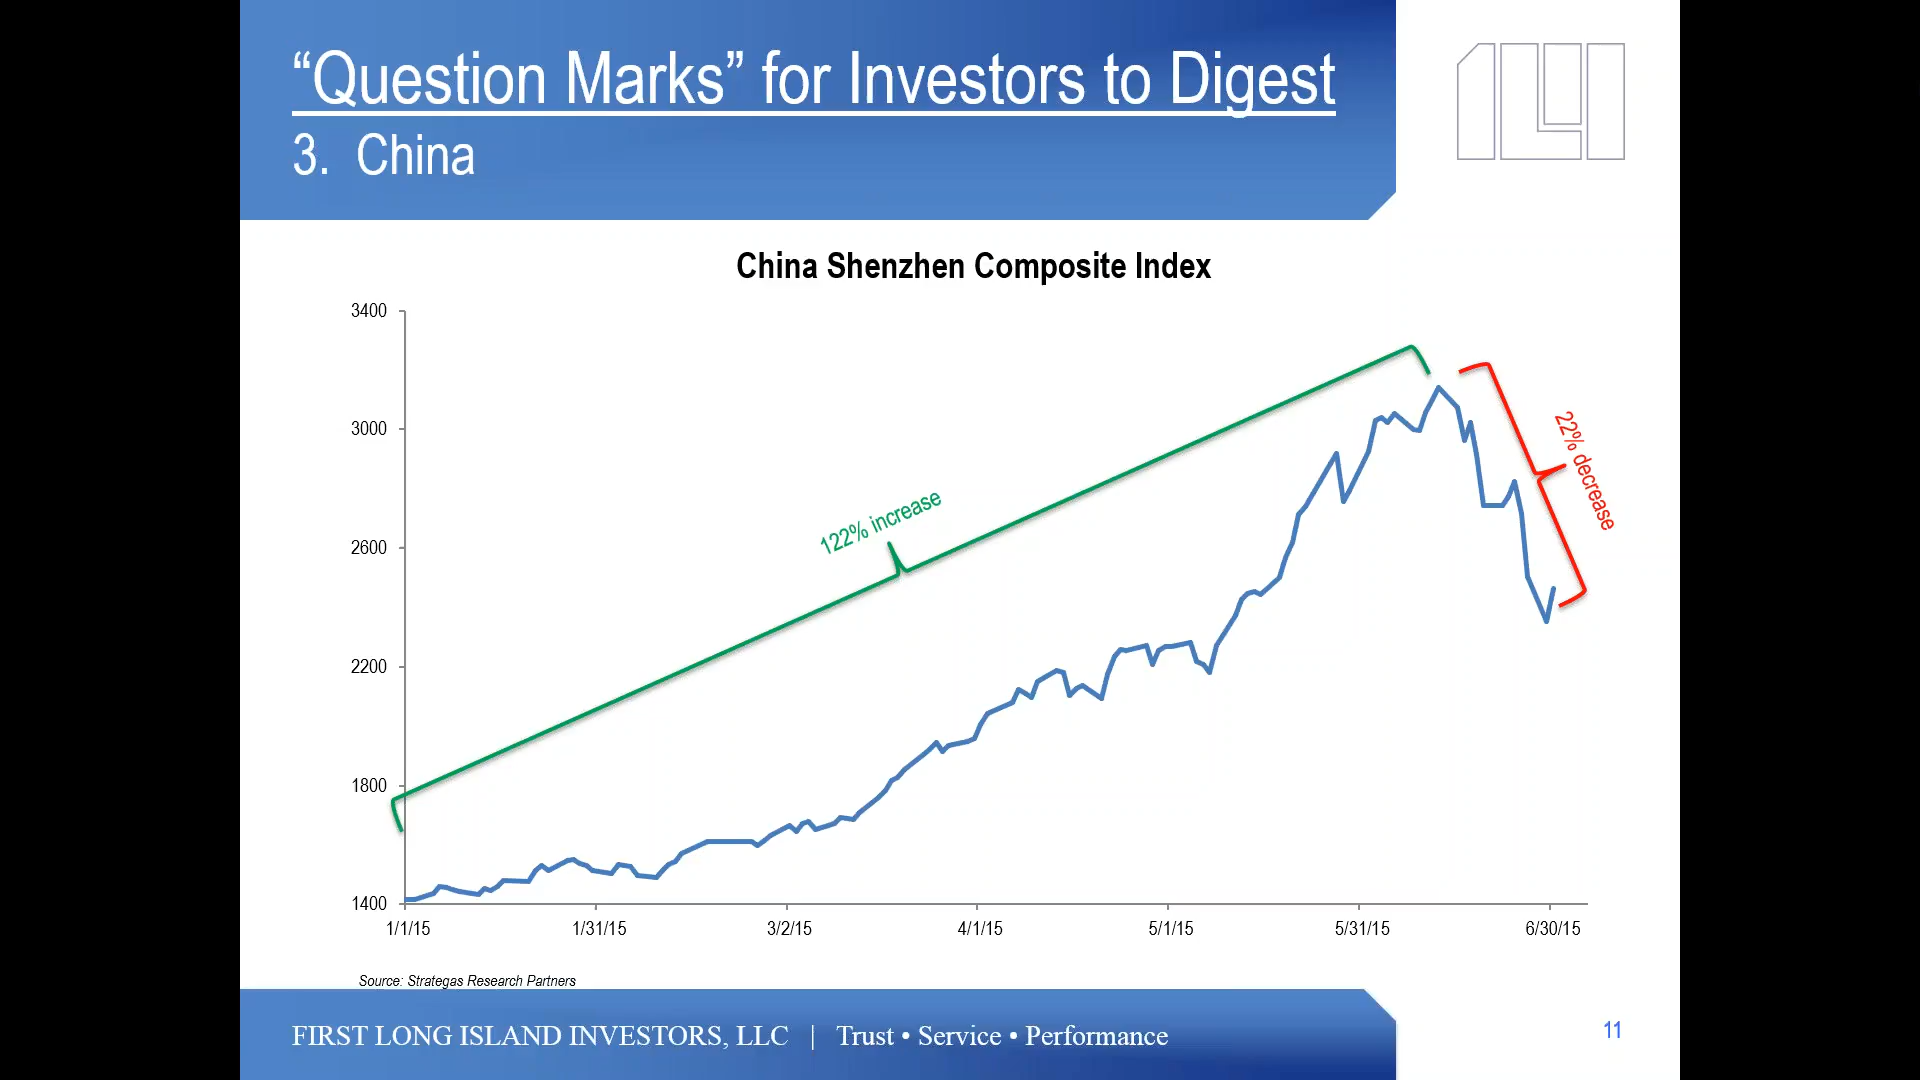 “Question Marks” for Investors to Digest
3. China
China Shenzhen Composite Index
3400
3000
2600
2200
1800
1400
122% increase
22% decrease
1/1/15 1/31/15 3/2/15 4/1/15 5/1/15 5/31/15 6/30/15
Source: Strategas Research Partners
FIRST LONG ISLAND INVESTORS, LLC | Trust • Service • Performance
11